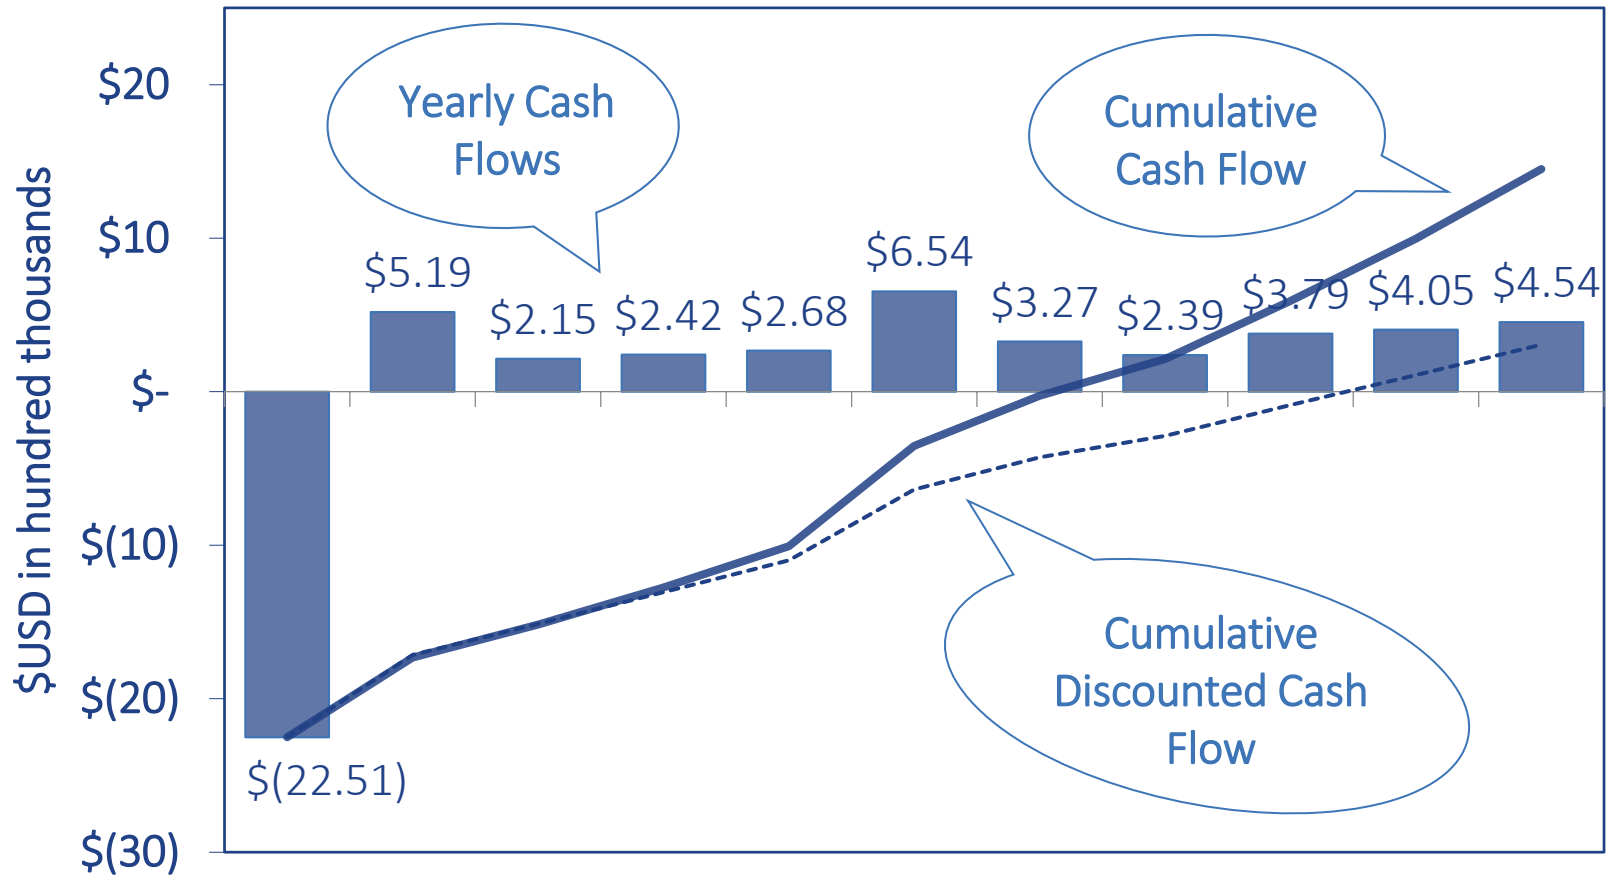 $USD in hundred thousands
$20
$10
$-
$(10)
$(20)
$(30)
Yearly Cash
Flows
Cumulative
Cash Flow
$5.19
$2.15
$2.42
$2.68
$6.54
$3.27
$2.39
$3.79
$4.05
$4.54
$(22.51)
Cumulative
Discounted Cash
Flow